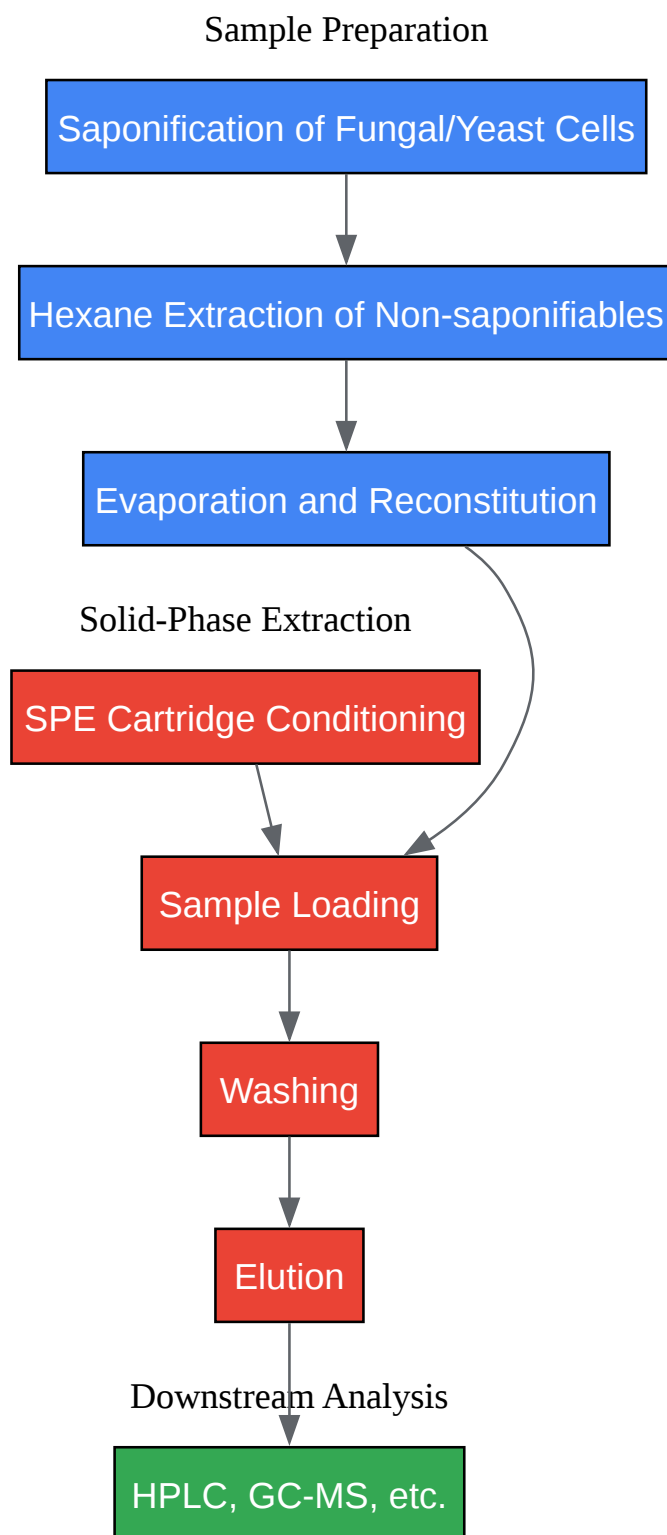 Sample Preparation
Saponification of Fungal/Yeast Cells
Hexane Extraction of Non-saponifiables
Evaporation and Reconstitution
Solid-Phase Extraction
SPE Cartridge Conditioning
Sample Loading
Washing
Elution
Downstream Analysis
HPLC, GC-MS, etc.